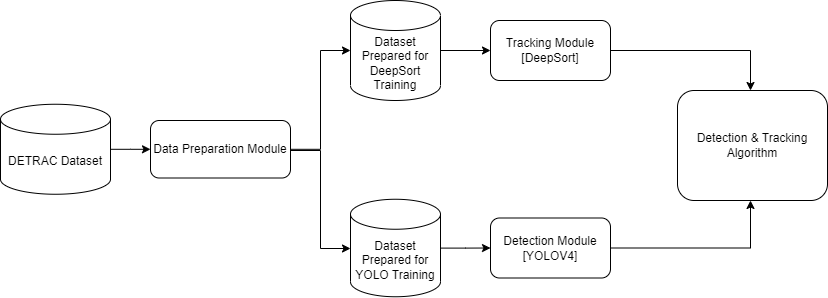 DETRAC Dataset
Data Preparation Module
Dataset
Prepared for
DeepSort
Training
Tracking Module
[DeepSort]
Dataset
Prepared for
YOLO Training
Detection Module
[YOLOV4]
Detection & Tracking
Algorithm